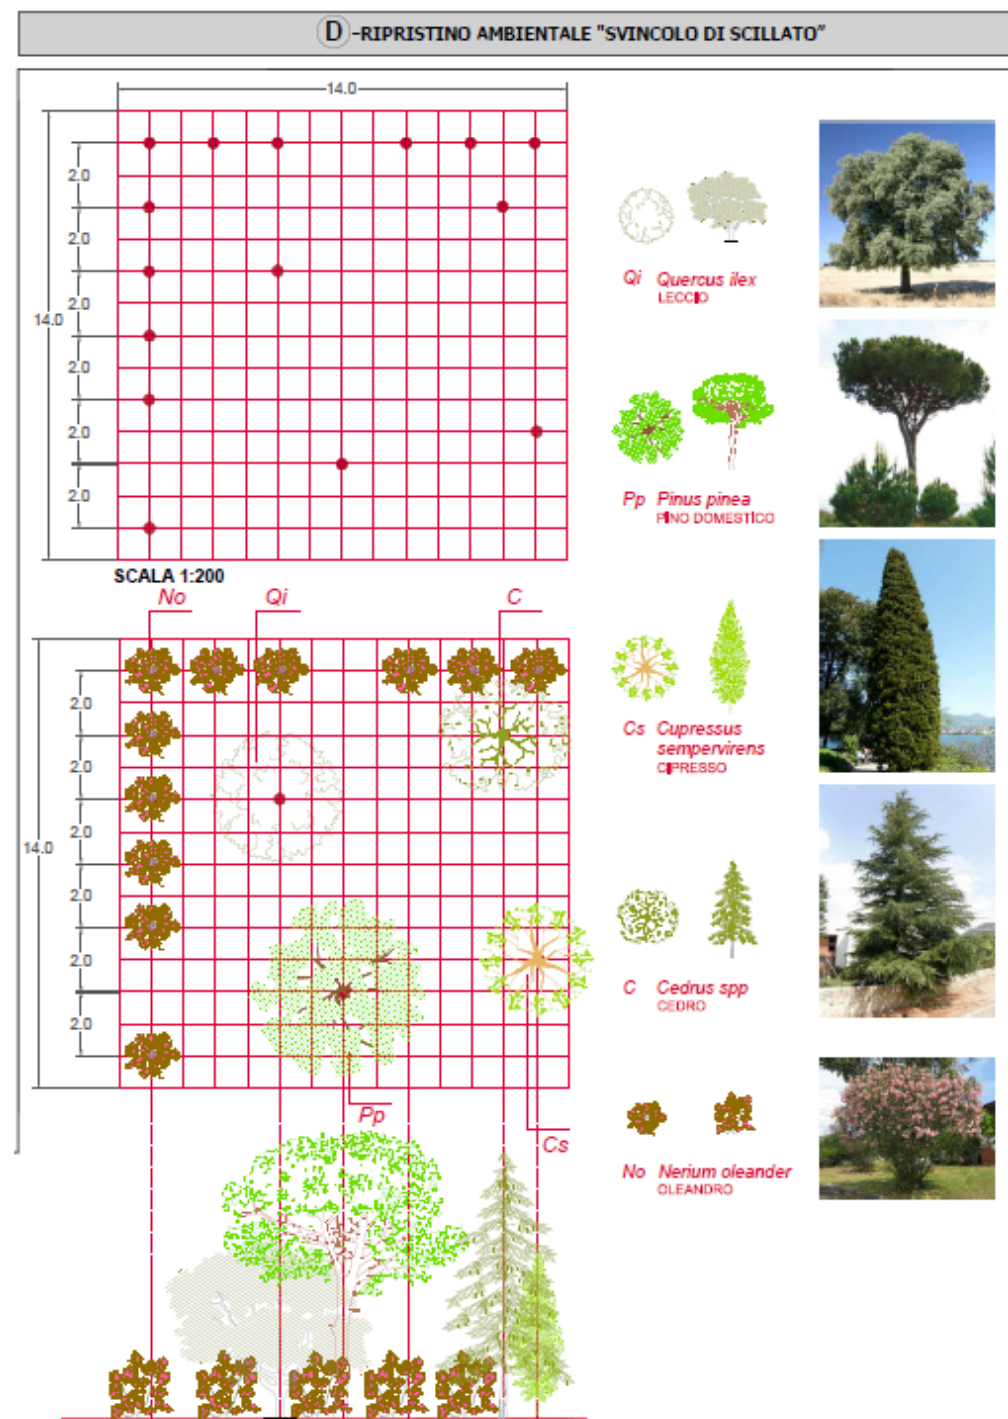 D -RIPRISTINO AMBIENTALE "SVINCOLO DI SCILLATO"
14.0
2.0
2.0
2.0
14.0
2.0
2.0
2.0
SCALA 1:200
No
Qi
C
2.0
2.0
2.0
14.0
2.0
2.0
2.0
Pp
Cs
Qi Quercus ilex
LECCIO
Pp Pinus pinea
PINO DOMESTICO
Cs Cupressus
sempervirens
CIPRESSO
C Cedrus spp
CEDRO
No Nerium oleander
OLEANDRO